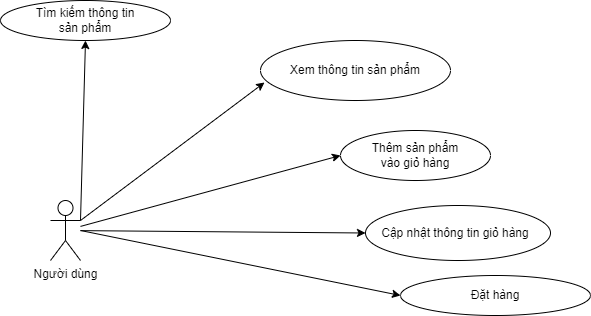 Tìm kiếm thông tin
sản phẩm
Xem thông tin sản phẩm
Thêm sản phẩm
vào giỏ hàng
Cập nhật thông tin giỏ hàng
Người dùng
Đặt hàng